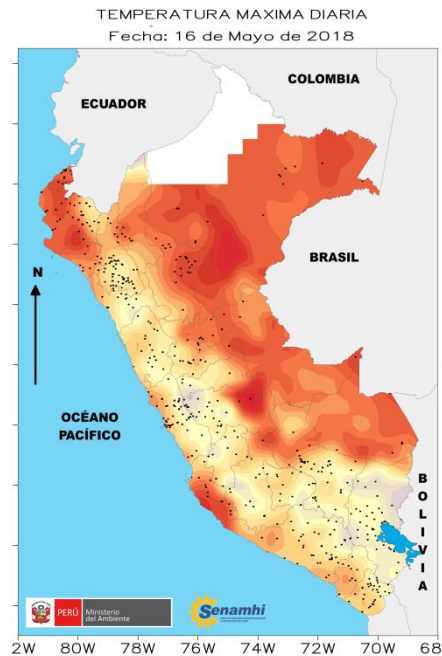 TEMPERATURA MAXIMA DIARIA
Fecha: 16 de Mayo de 2018
COLOMBIA
ECUADOR
BRASIL
N
OCÉANO
PACÍFICO
BOLIVIA
PERÚ
Ministerio
del Ambiente
Senamhi
2W 80W 78W 76W 74W 72W 70W 68